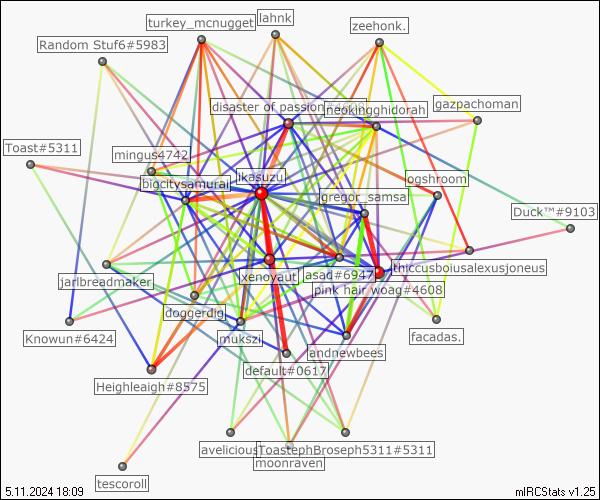 lahnk
turkey_mcnugget
zeehonk.
Random Stuf6#5983
disaster of passion
neokingghidorah
gazpachoman
Toast#5311
mingus4742
bigcitysamurai
ikasuzu
gregor_samsa
ogshroom
Duck™#9103
jarlbreadmaker
xenoyaut
asad#6947
thiccusboiusalexusjoneus
pink hair woag#4608
doggerdjg
Knowun#6424
mukszi
andnewbees
facadas.
default#0617
Heighleaigh#8575
avelicious
ToastephBroseph5311#5311
moonraven
tescoroll
5.11.2024 18:09
mIRCStats v1.25